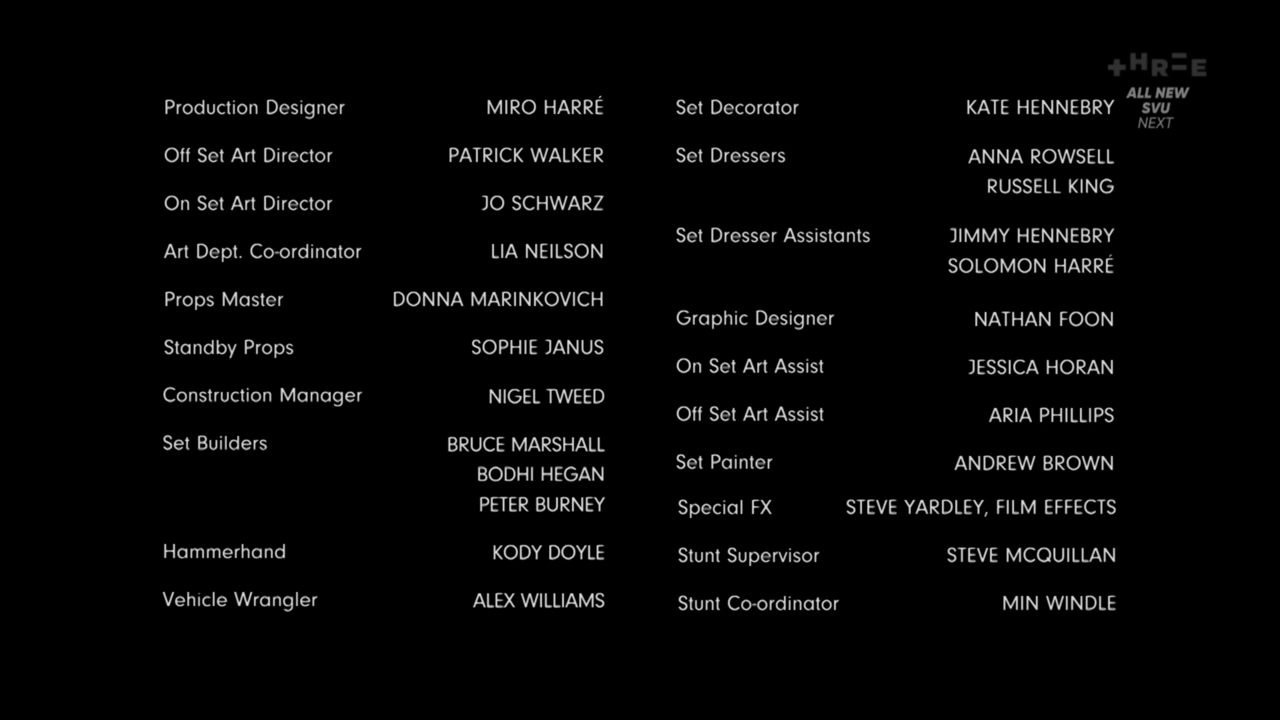 +HREE
ALL NEW
SVU
NEXT
Production Designer MIRO HARRÉ
Off Set Art Director PATRICK WALKER
On Set Art Director JO SCHWARZ
Art Dept. Co-ordinator LIA NEILSON
Props Master DONNA MARINKOVICH
Standby Props SOPHIE JANUS
Construction Manager NIGEL TWEED
Set Builders BRUCE MARSHALL
BODHI HEGAN
PETER BURNEY
Hammerhand KODY DOYLE
Vehicle Wrangler ALEX WILLIAMS
Set Decorator KATE HENNEBRY
Set Dressers ANNA ROWSELL
RUSSELL KING
Set Dresser Assistants JIMMY HENNEBRY
SOLOMON HARRÉ
Graphic Designer NATHAN FOON
On Set Art Assist JESSICA HORAN
Off Set Art Assist ARIA PHILLIPS
Set Painter ANDREW BROWN
Special FX STEVE YARDLEY, FILM EFFECTS
Stunt Supervisor STEVE MCQUILLAN
Stunt Co-ordinator MIN WINDLE